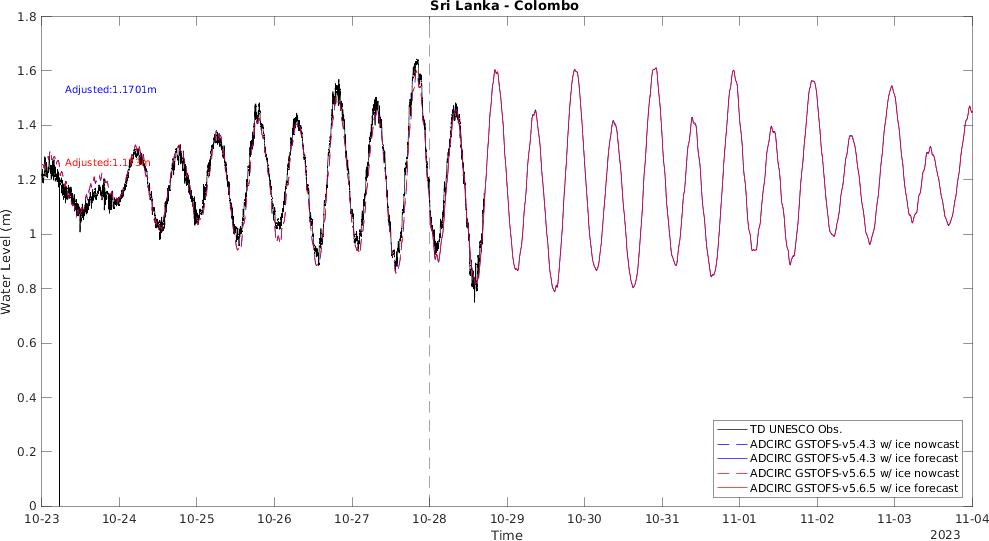 Sri Lanka - Colombo
1.8
1.6
1.4
1.2
1
0.8
0.6
0.4
0.2
0
Water Level (m)
Adjusted:1.1701m
10-23
10-24
10-25
10-26
10-27
10-28
10-29
10-30
10-31
11-01
11-02
11-03
11-04
Time
2023
TD UNESCO Obs.
ADCIRC GSTOFS-v5.4.3 w/ ice nowcast
ADCIRC GSTOFS-v5.4.3 w/ ice forecast
ADCIRC GSTOFS-v5.6.5 w/ ice nowcast
ADCIRC GSTOFS-v5.6.5 w/ ice forecast